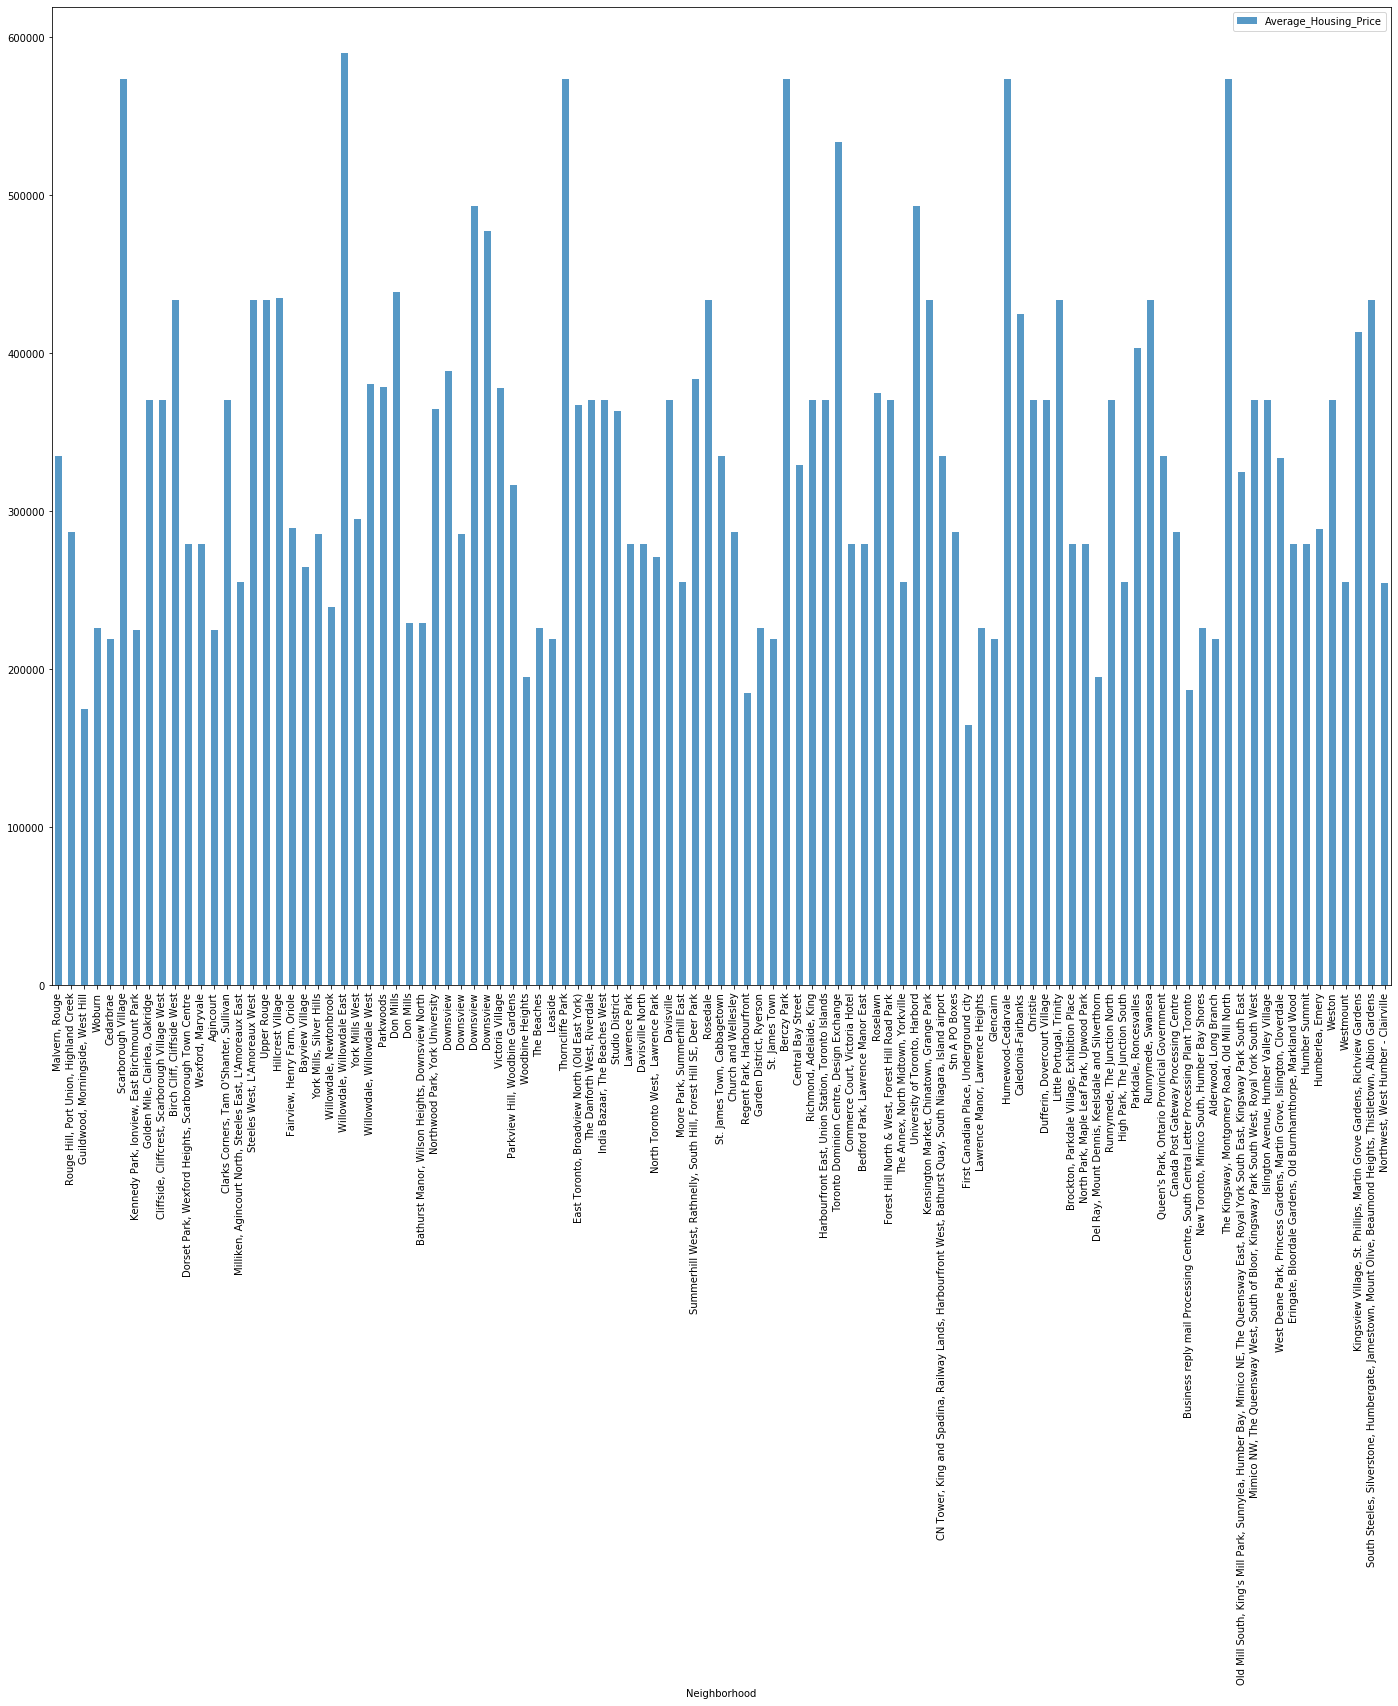 Average_Housing_Price
600000
500000
400000
300000
200000
100000
0
Malvern, Rouge
Rouge Hill, Port Union, Highland Creek
Guildwood, Morningside, West Hill
Woburn
Cedarbrae
Scarborough Village
Kennedy Park, Ionview, East Birchmount Park
Golden Mile, Clairlea, Oakridge
Cliffside, Cliffcrest, Scarborough Village West
Birch Cliff, Cliffside West
Dorset Park, Wexford Heights, Scarborough Town Centre
Wexford, Maryvale
Agincourt
Clarks Corners, Tam O'Shanter, Sullivan
Milliken, Agincourt North, Steeles East, L'Amoreaux East
Steeles West, L'Amoreaux West
Upper Rouge
Hillcrest Village
Fairview, Henry Farm, Oriole
Bayview Village
York Mills, Silver Hills
Willowdale, Newtonbrook
Willowdale, Willowdale East
York Mills West
Willowdale, Willowdale West
Parkwoods
Don Mills
Don Mills
Bathurst Manor, Wilson Heights, Downsview North
Northwood Park, York University
Downsview
Downsview
Downsview
Downsview
Victoria Village
Parkview Hill, Woodbine Gardens
Woodbine Heights
The Beaches
Leaside
Thorncliffe Park
East Toronto, Broadview North (Old East York)
The Danforth West, Riverdale
India Bazaar, The Beaches West
Studio District
Lawrence Park
Davisville North
North Toronto West,  Lawrence Park
Davisville
Moore Park, Summerhill East
Summerhill West, Rathnelly, South Hill, Forest Hill SE, Deer Park
Rosedale
St. James Town, Cabbagetown
Church and Wellesley
Regent Park, Harbourfront
Garden District, Ryerson
St. James Town
Berczy Park
Central Bay Street
Richmond, Adelaide, King
Harbourfront East, Union Station, Toronto Islands
Toronto Dominion Centre, Design Exchange
Commerce Court, Victoria Hotel
Bedford Park, Lawrence Manor East
Roselawn
Forest Hill North & West, Forest Hill Road Park
The Annex, North Midtown, Yorkville
University of Toronto, Harbord
Kensington Market, Chinatown, Grange Park
CN Tower, King and Spadina, Railway Lands, Harbourfront West, Bathurst Quay, South Niagara, Island airport
Stn A PO Boxes
First Canadian Place, Underground city
Lawrence Manor, Lawrence Heights
Glencairn
Humewood-Cedarvale
Caledonia-Fairbanks
Christie
Dufferin, Dovercourt Village
Little Portugal, Trinity
Brockton, Parkdale Village, Exhibition Place
North Park, Maple Leaf Park, Upwood Park
Del Ray, Mount Dennis, Keelsdale and Silverthorn
Runnymede, The Junction North
High Park, The Junction South
Parkdale, Roncesvalles
Runnymede, Swansea
Queen's Park, Ontario Provincial Government
Canada Post Gateway Processing Centre
Business reply mail Processing Centre, South Central Letter Processing Plant Toronto
New Toronto, Mimico South, Humber Bay Shores
Alderwood, Long Branch
The Kingsway, Montgomery Road, Old Mill North
Old Mill South, King's Mill Park, Sunnylea, Humber Bay, Mimico NE, The Queensway East, Royal York South East, Kingsway Park South East
Mimico NW, The Queensway West, South of Bloor, Kingsway Park South West, Royal York South West
Islington Avenue, Humber Valley Village
West Deane Park, Princess Gardens, Martin Grove, Islington, Cloverdale
Eringate, Bloordale Gardens, Old Burnhamthorpe, Markland Wood
Humber Summit
Humberlea, Emery
Weston
Westmount
Kingsview Village, St. Phillips, Martin Grove Gardens, Richview Gardens
South Steeles, Silverstone, Humbergate, Jamestown, Mount Olive, Beaumond Heights, Thistletown, Albion Gardens
Northwest, West Humber - Clairville
Neighborhood